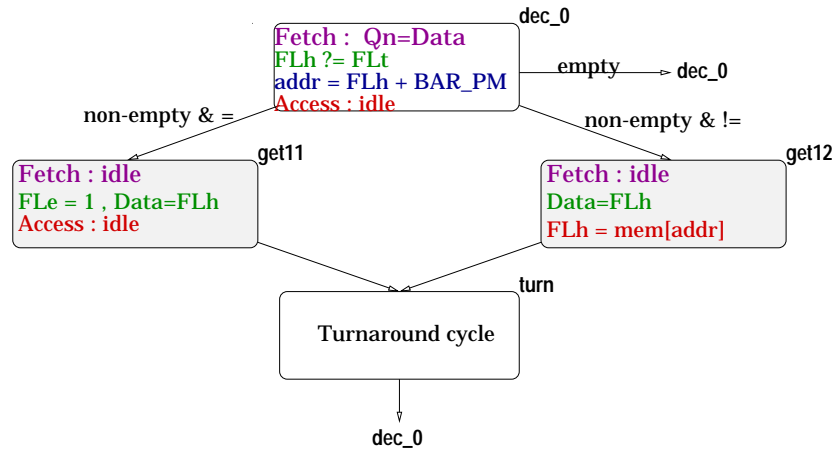 dec_0
Fetch : Qn=Data
FLh ?= FLt
addr = FLh + BAR_PM
Access : idle
empty
dec_0
non-empty & =
non-empty & !=
get11
Fetch : idle
FLe = 1 , Data=FLh
Access : idle
get12
Fetch : idle
Data=FLh
FLh = mem[addr]
turn
Turnaround cycle
dec_0